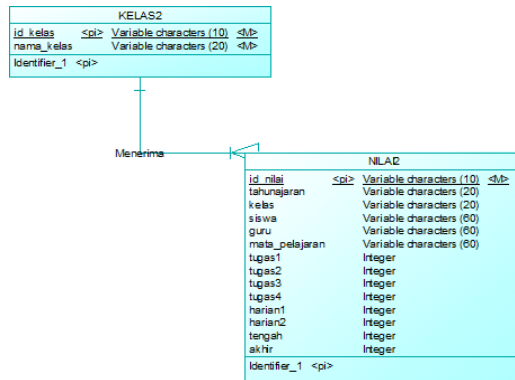 KELAS2
id_kelas <pi> Variable characters (10) <M>
nama_kelas Variable characters (20) <M>
Identifier_1 <pi>
Menerima
NILAI2
id_nilai <pi> Variable characters (10) <M>
tahunajaran Variable characters (20)
kelas Variable characters (20)
siswa Variable characters (60)
guru Variable characters (60)
mata_pelajaran Variable characters (60)
tugas1 Integer
tugas2 Integer
tugas3 Integer
tugas4 Integer
harian1 Integer
harian2 Integer
tengah Integer
akhir Integer
Identifier_1 <pi>